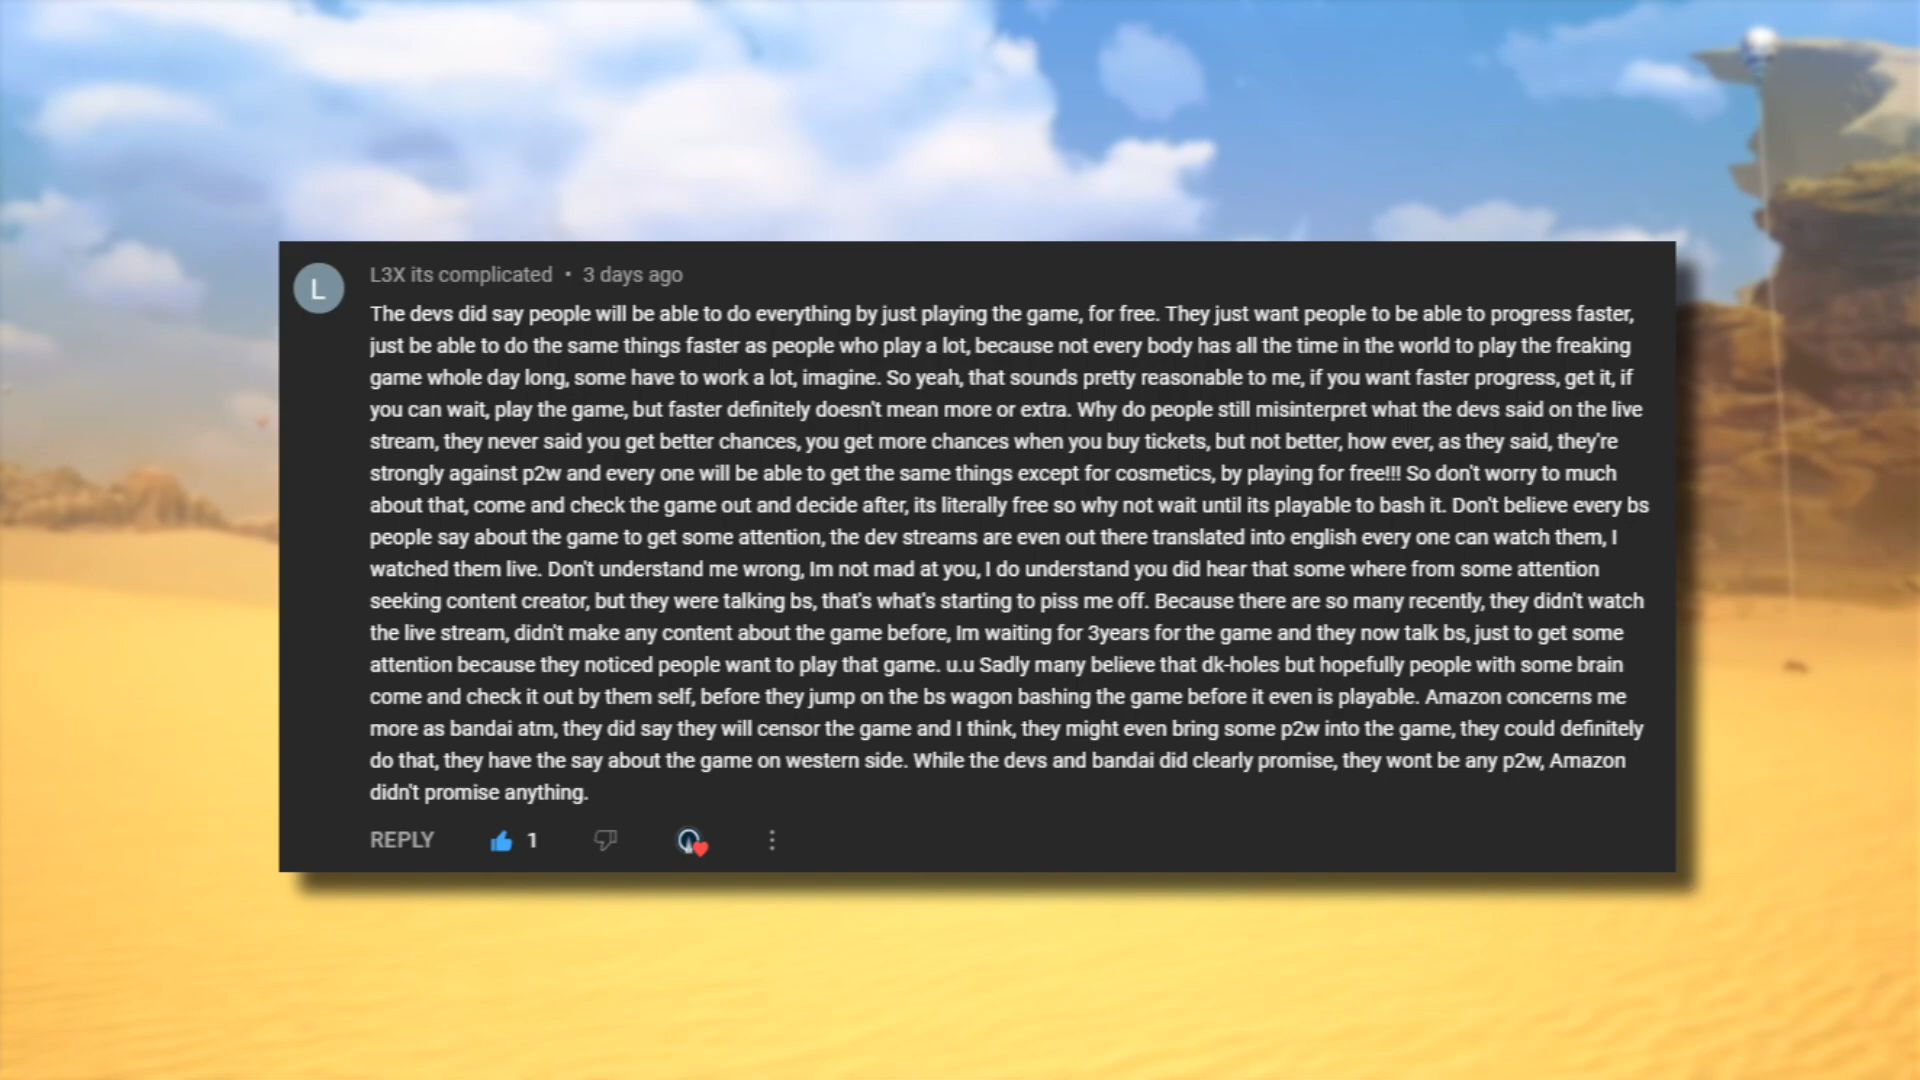 L3X its complicated • 3 days ago
L
The devs did say people will be able to do everything by just playing the game, for free. They just want people to be able to progress faster,
just be able to do the same things faster as people who play a lot, because not every body has all the time in the world to play the freaking
game whole day long, some have to work a lot, imagine. So yeah, that sounds pretty reasonable to me, if you want faster progress, get it, if
you can wait, play the game, but faster definitely doesn't mean more or extra. Why do people still misinterpret what the devs said on the live
stream, they never said you get better chances, you get more chances when you buy tickets, but not better, how ever, as they said, they're
strongly against p2w and every one will be able to get the same things except for cosmetics, by playing for free!!! So don't worry to much
about that, come and check the game out and decide after, its literally free so why not wait until its playable to bash it. Don't believe every bs
people say about the game to get some attention, the dev streams are even out there translated into english every one can watch them, I
watched them live. Don't understand me wrong, Im not mad at you, I do understand you did hear that some where from some attention
seeking content creator, but they were talking bs, that's what's starting to piss me off. Because there are so many recently, they didn't watch
the live stream, didn't make any content about the game before, Im waiting for 3years for the game and they now talk bs, just to get some
attention because they noticed people want to play that game. u.u Sadly many believe that dk-holes but hopefully people with some brain
come and check it out by them self, before they jump on the bs wagon bashing the game before it even is playable. Amazon concerns me
more as bandai atm, they did say they will censor the game and I think, they might even bring some p2w into the game, they could definitely
do that, they have the say about the game on western side. While the devs and bandai did clearly promise, they wont be any p2w, Amazon
didn't promise anything.
REPLY 1